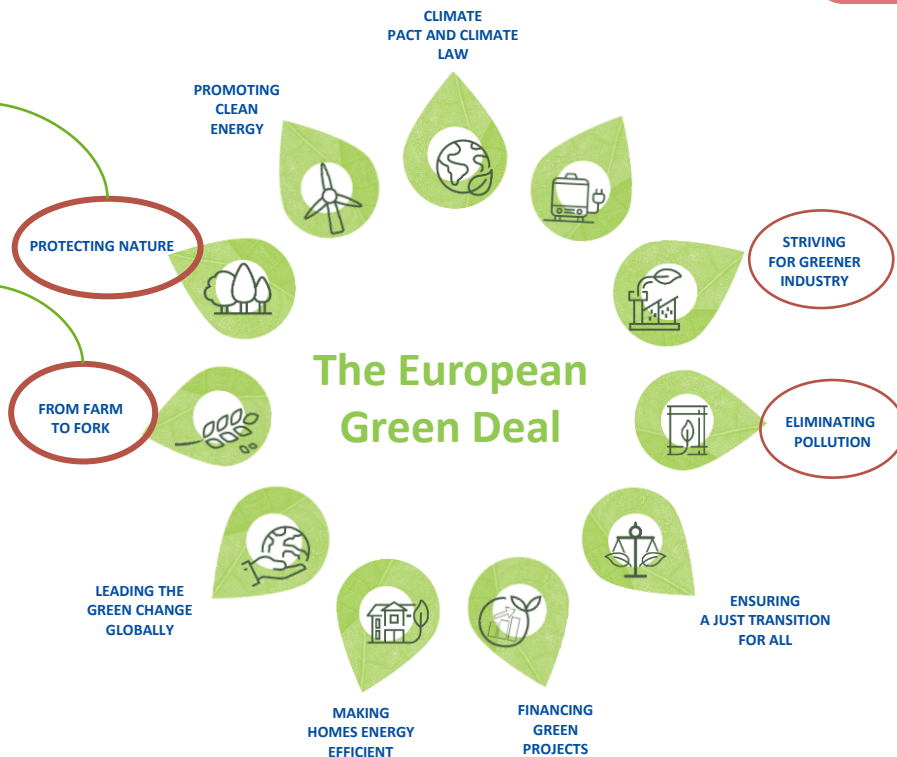 CLIMATE
PACT AND CLIMATE
LAW
PROMOTING
CLEAN
ENERGY
PROTECTING NATURE
STRIVING
FOR GREENER
INDUSTRY
The European
Green Deal
FROM FARM
TO FORK
ELIMINATING
POLLUTION
LEADING THE
GREEN CHANGE
GLOBALLY
ENSURING
A JUST TRANSITION
FOR ALL
MAKING
HOMES ENERGY
EFFICIENT
FINANCING
GREEN
PROJECTS